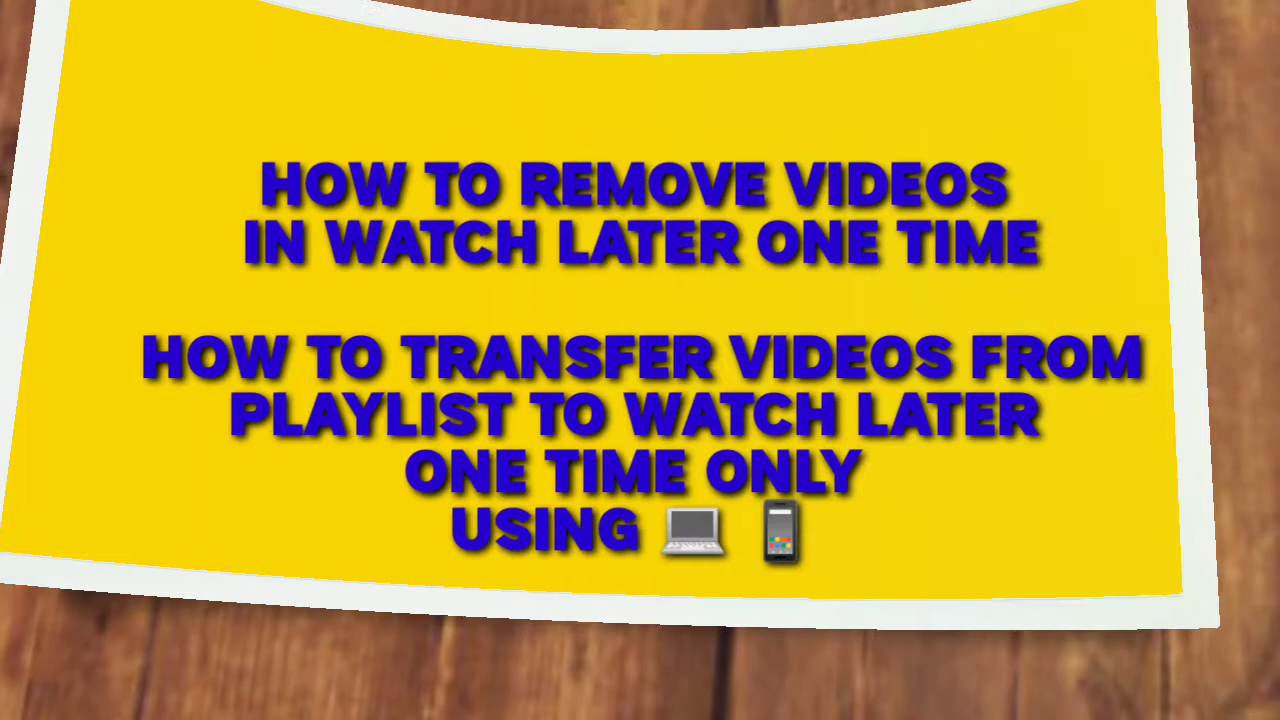 HOW TO REMOVE VIDEOS
IN WATCH LATER ONE TIME
HOW TO TRANSFER VIDEOS FROM
PLAYLIST TO WATCH LATER
ONE TIME ONLY
USING 💻 📱